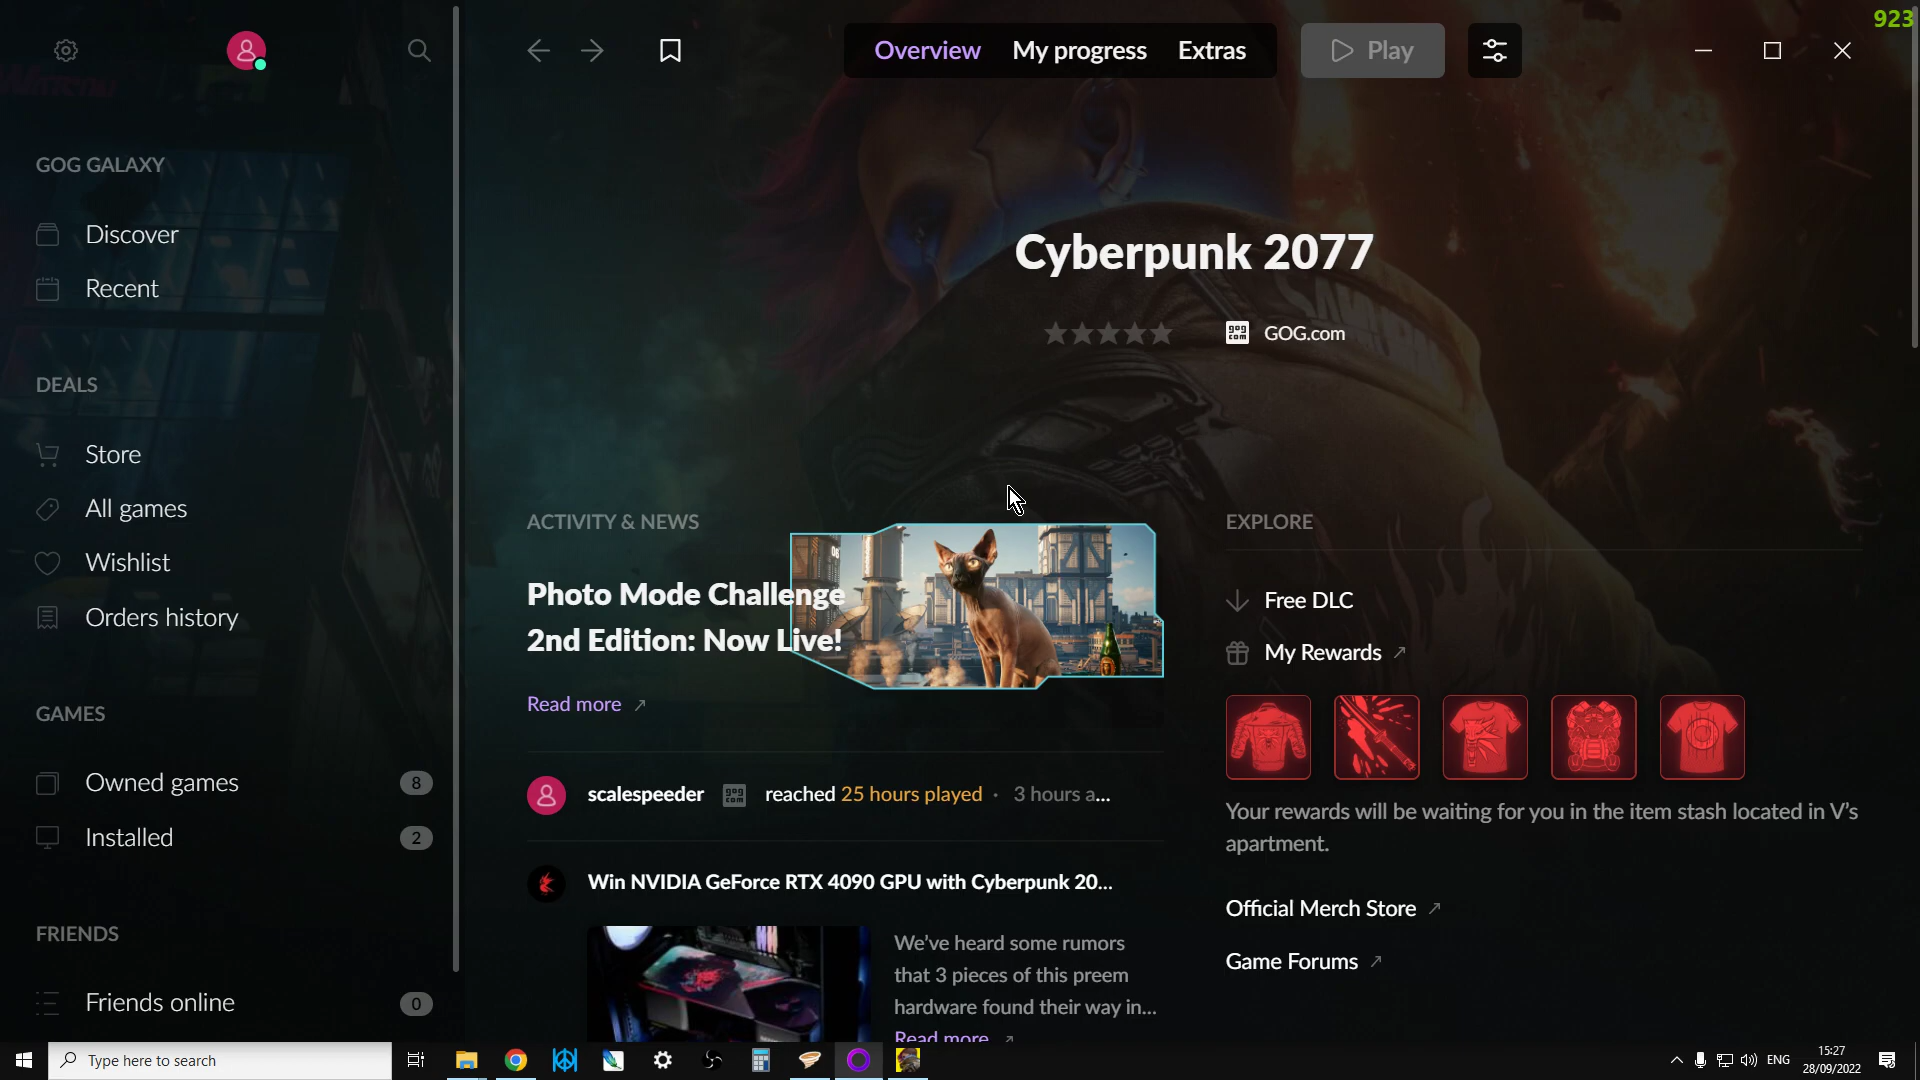 923
Overview My progress Extras Play
GOG GALAXY
Discover
Recent
DEALS
Store
All games
Wishlist
Orders history
GAMES
Owned games 8
Installed 2
FRIENDS
Friends online 0
Cyberpunk 2077
gog com GOG.com
ACTIVITY & NEWS
Photo Mode Challenge
2nd Edition: Now Live!
Read more
scalespeeder gog com reached 25 hours played · 3 hours a...
Win NVIDIA GeForce RTX 4090 GPU with Cyberpunk 20...
We've heard some rumors
that 3 pieces of this preem
hardware found their way in...
Read more
EXPLORE
Free DLC
My Rewards
Your rewards will be waiting for you in the item stash located in V's
apartment.
Official Merch Store
Game Forums
Type here to search
ENG
15:27
28/09/2022